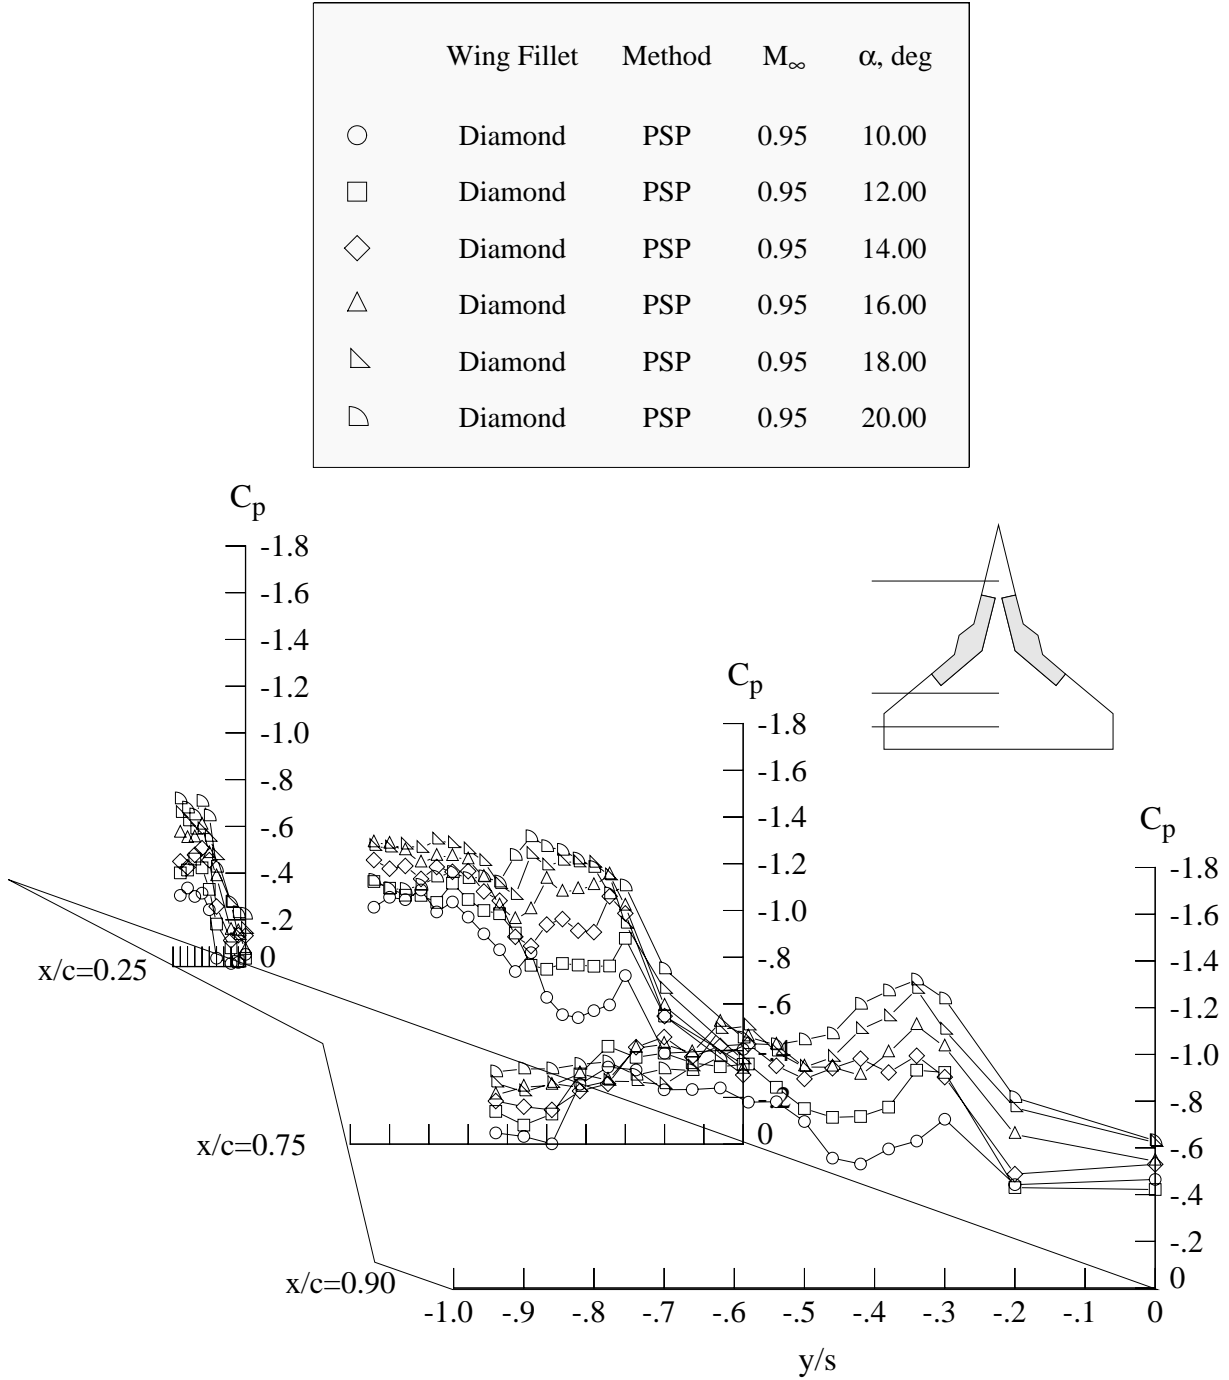 Wing Fillet Method M∞ α, deg
Diamond PSP 0.95 10.00
Diamond PSP 0.95 12.00
Diamond PSP 0.95 14.00
Diamond PSP 0.95 16.00
Diamond PSP 0.95 18.00
Diamond PSP 0.95 20.00
Cp
-1.8
-1.6
-1.4
-1.2
-1.0
-.8
-.6
-.4
-.2
0
x/c=0.25
Cp
-1.8
-1.6
-1.4
-1.2
-1.0
-.8
-.6
-.4
-.2
0
x/c=0.75
Cp
-1.8
-1.6
-1.4
-1.2
-1.0
-.8
-.6
-.4
-.2
0
x/c=0.90
-1.0 -.9 -.8 -.7 -.6 -.5 -.4 -.3 -.2 -.1 0
y/s